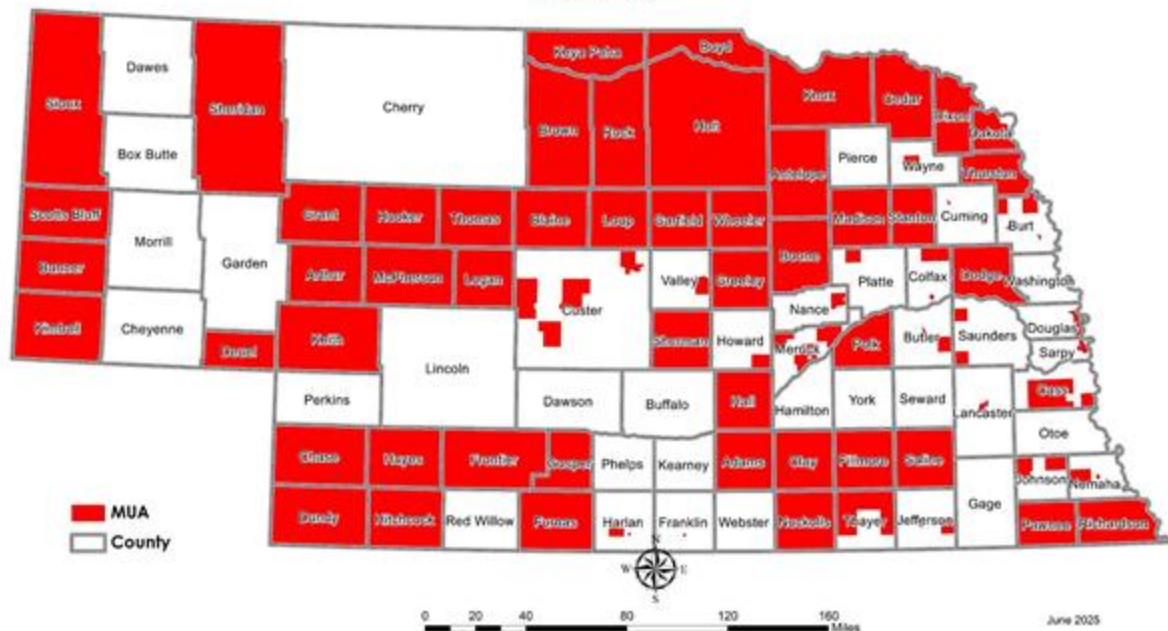 Keya Paha Boyd
Sioux Dawes Sheridan Cherry Brown Rock Holt Knox Cedar Dixon Dakota
Box Butte Antelope Pierce Wayne Thurston
Scotts Bluff Morrill Garden Grant Hooker Thomas Blaine Loup Garfield Wheeler Madison Stanton Cuming Burt
Banner Arthur McPherson Logan Custer Valley Greeley Boone Platte Colfax Dodge Washington
Kimball Cheyenne Deuel Keith Lincoln Sherman Howard Nance Merrick Polk Butler Saunders Douglas
Sarpy
Perkins Dawson Buffalo Hall Hamilton York Seward Lancaster Cass
Otoe
Chase Hayes Frontier Gosper Phelps Kearney Adams Clay Fillmore Saline
Gage Johnson Nemaha
Dundy Hitchcock Red Willow Furnas Harlan Franklin Webster Nuckolls Thayer Jefferson Pawnee Richardson
MUA
County
N
W E
S
0 20 40 80 120 160
Miles
June 2025